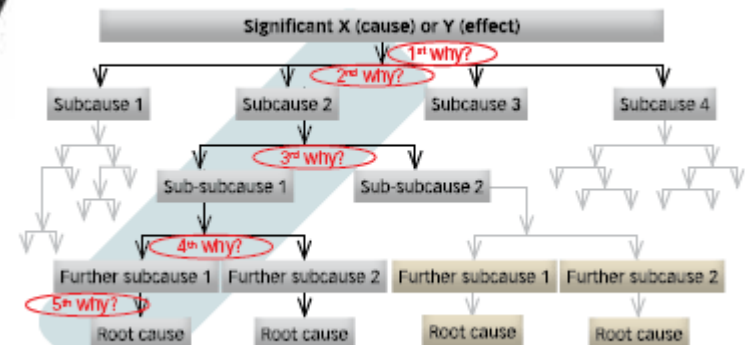 Significant X (cause) or Y (effect)
1st why?
2nd why?
Subcause 1
Subcause 2
Subcause 3
Subcause 4
3rd why?
Sub-subcause 1
Sub-subcause 2
4th why?
Further subcause 1
Further subcause 2
Further subcause 1
Further subcause 2
5th why?
Root cause
Root cause
Root cause
Root cause